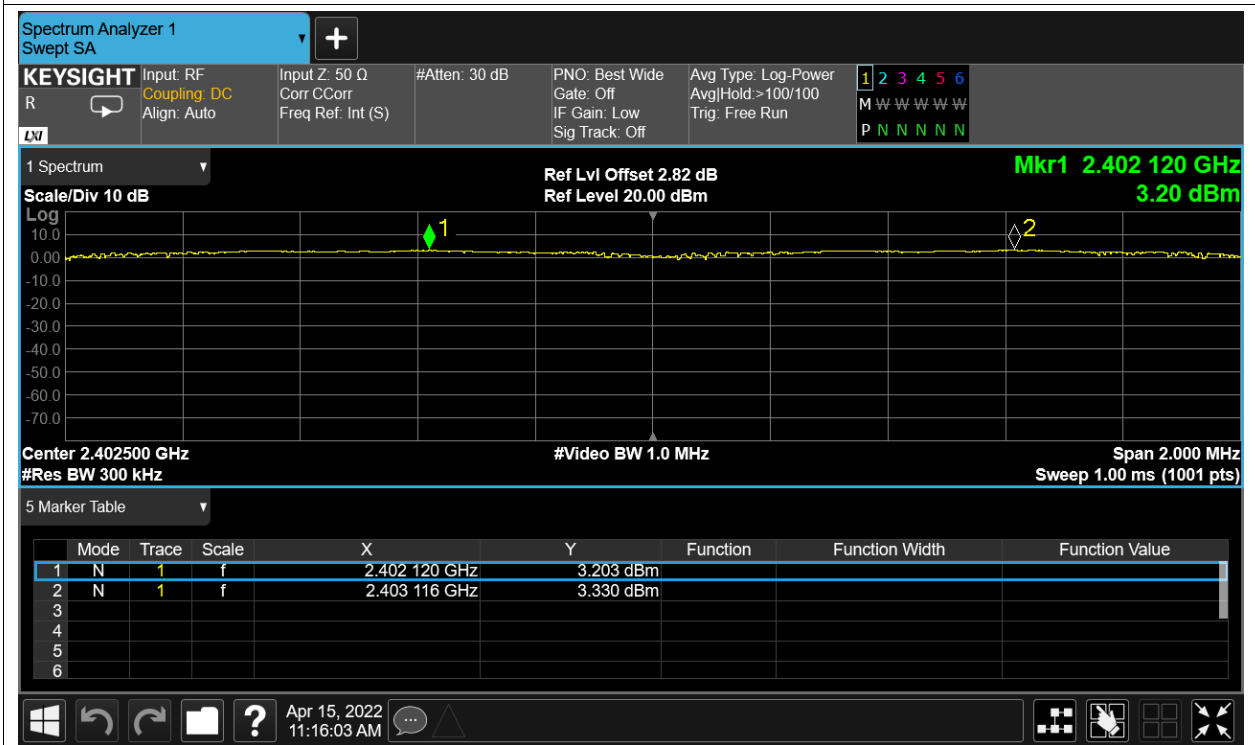 Spectrum Analyzer 1
Swept SA
+
KEYSIGHT
R
LXI
Input: RF
Coupling: DC
Align: Auto
Input Z: 50 Ω
Corr CCorr
Freq Ref: Int (S)
#Atten: 30 dB
PNO: Best Wide
Gate: Off
IF Gain: Low
Sig Track: Off
Avg Type: Log-Power
Avg|Hold:>100/100
Trig: Free Run
1 2 3 4 5 6
M W W W W W
P N N N N N
1 Spectrum
Scale/Div 10 dB
Ref Lvl Offset 2.82 dB
Ref Level 20.00 dBm
Mkr1 2.402 120 GHz
3.20 dBm
Log
10.0
0.00
-10.0
-20.0
-30.0
-40.0
-50.0
-60.0
-70.0
1
2
Center 2.402500 GHz
#Res BW 300 kHz
#Video BW 1.0 MHz
Span 2.000 MHz
Sweep 1.00 ms (1001 pts)
5 Marker Table
Mode Trace Scale X Y Function Function Width Function Value
1 N 1 f 2.402 120 GHz 3.203 dBm
2 N 1 f 2.403 116 GHz 3.330 dBm
3
4
5
6
?
Apr 15, 2022
11:16:03 AM